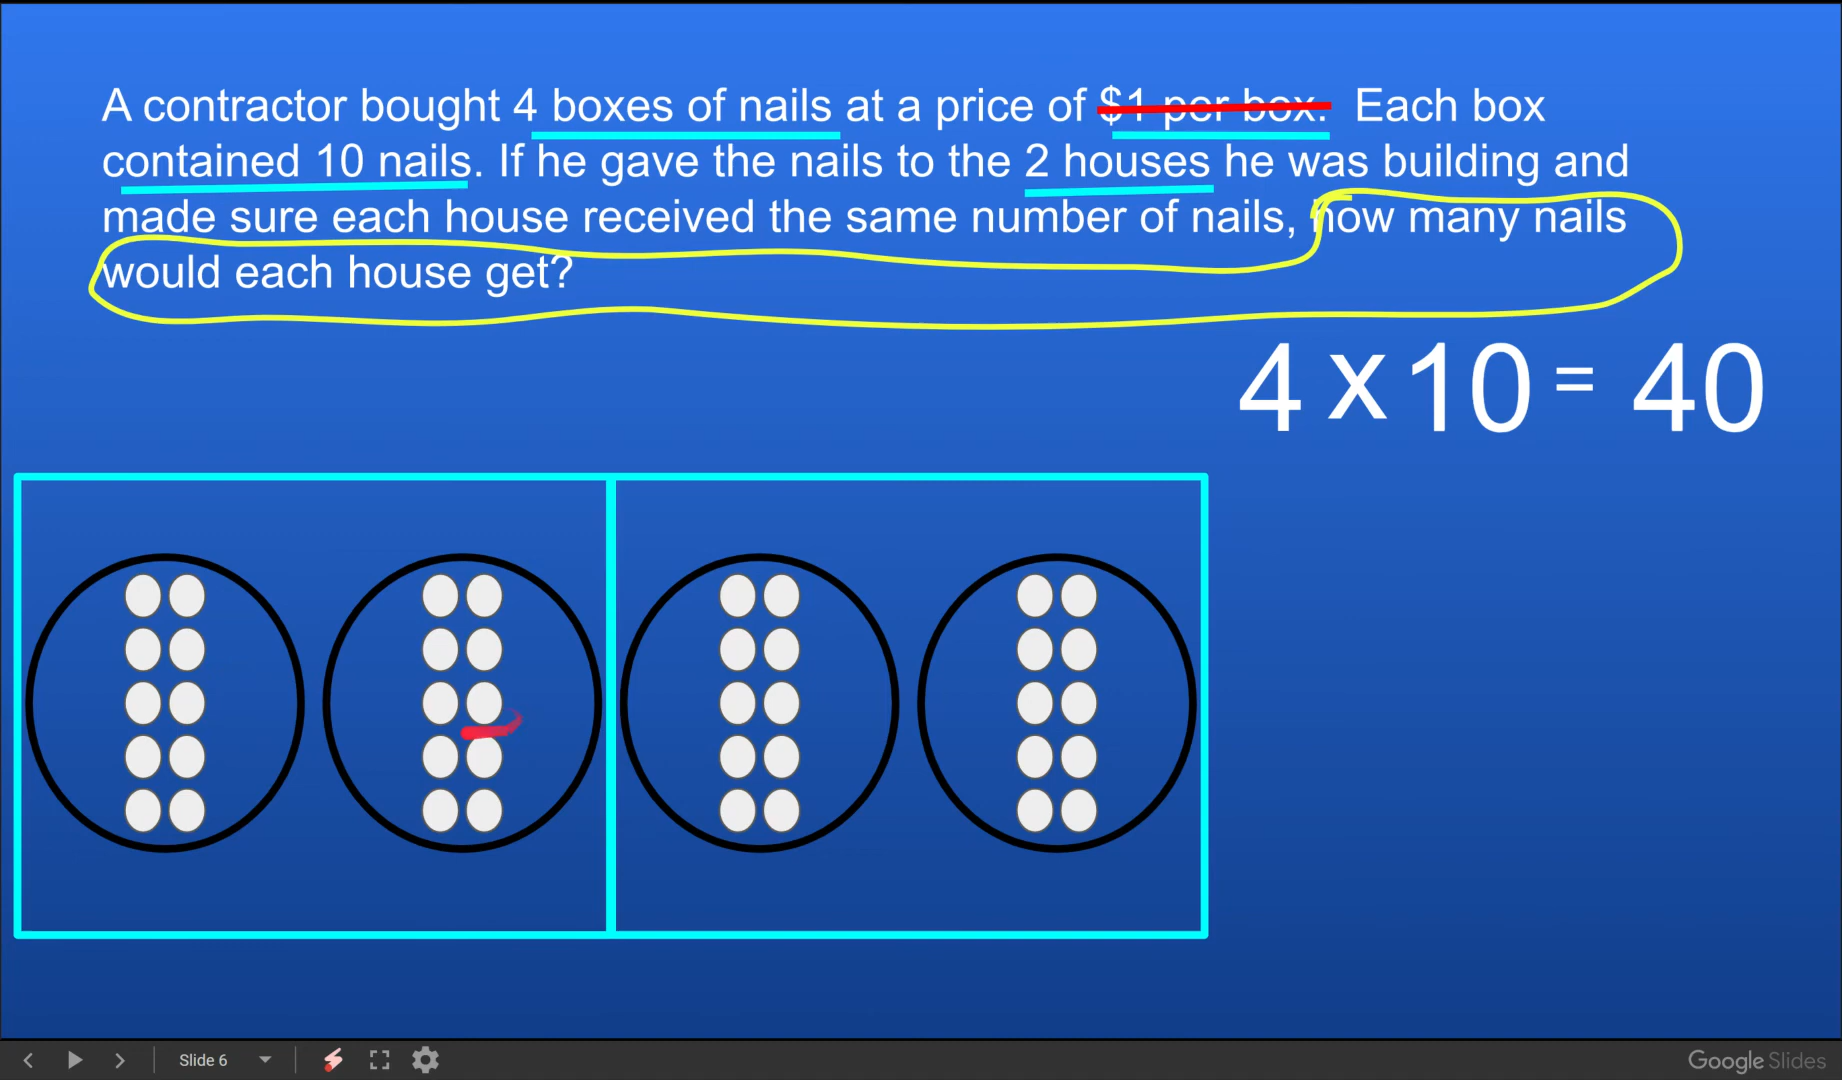 A contractor bought 4 boxes of nails at a price of $1 per box. Each box
contained 10 nails. If he gave the nails to the 2 houses he was building and
made sure each house received the same number of nails, how many nails
would each house get?
4 x 10 = 40
Slide 6
Google Slides